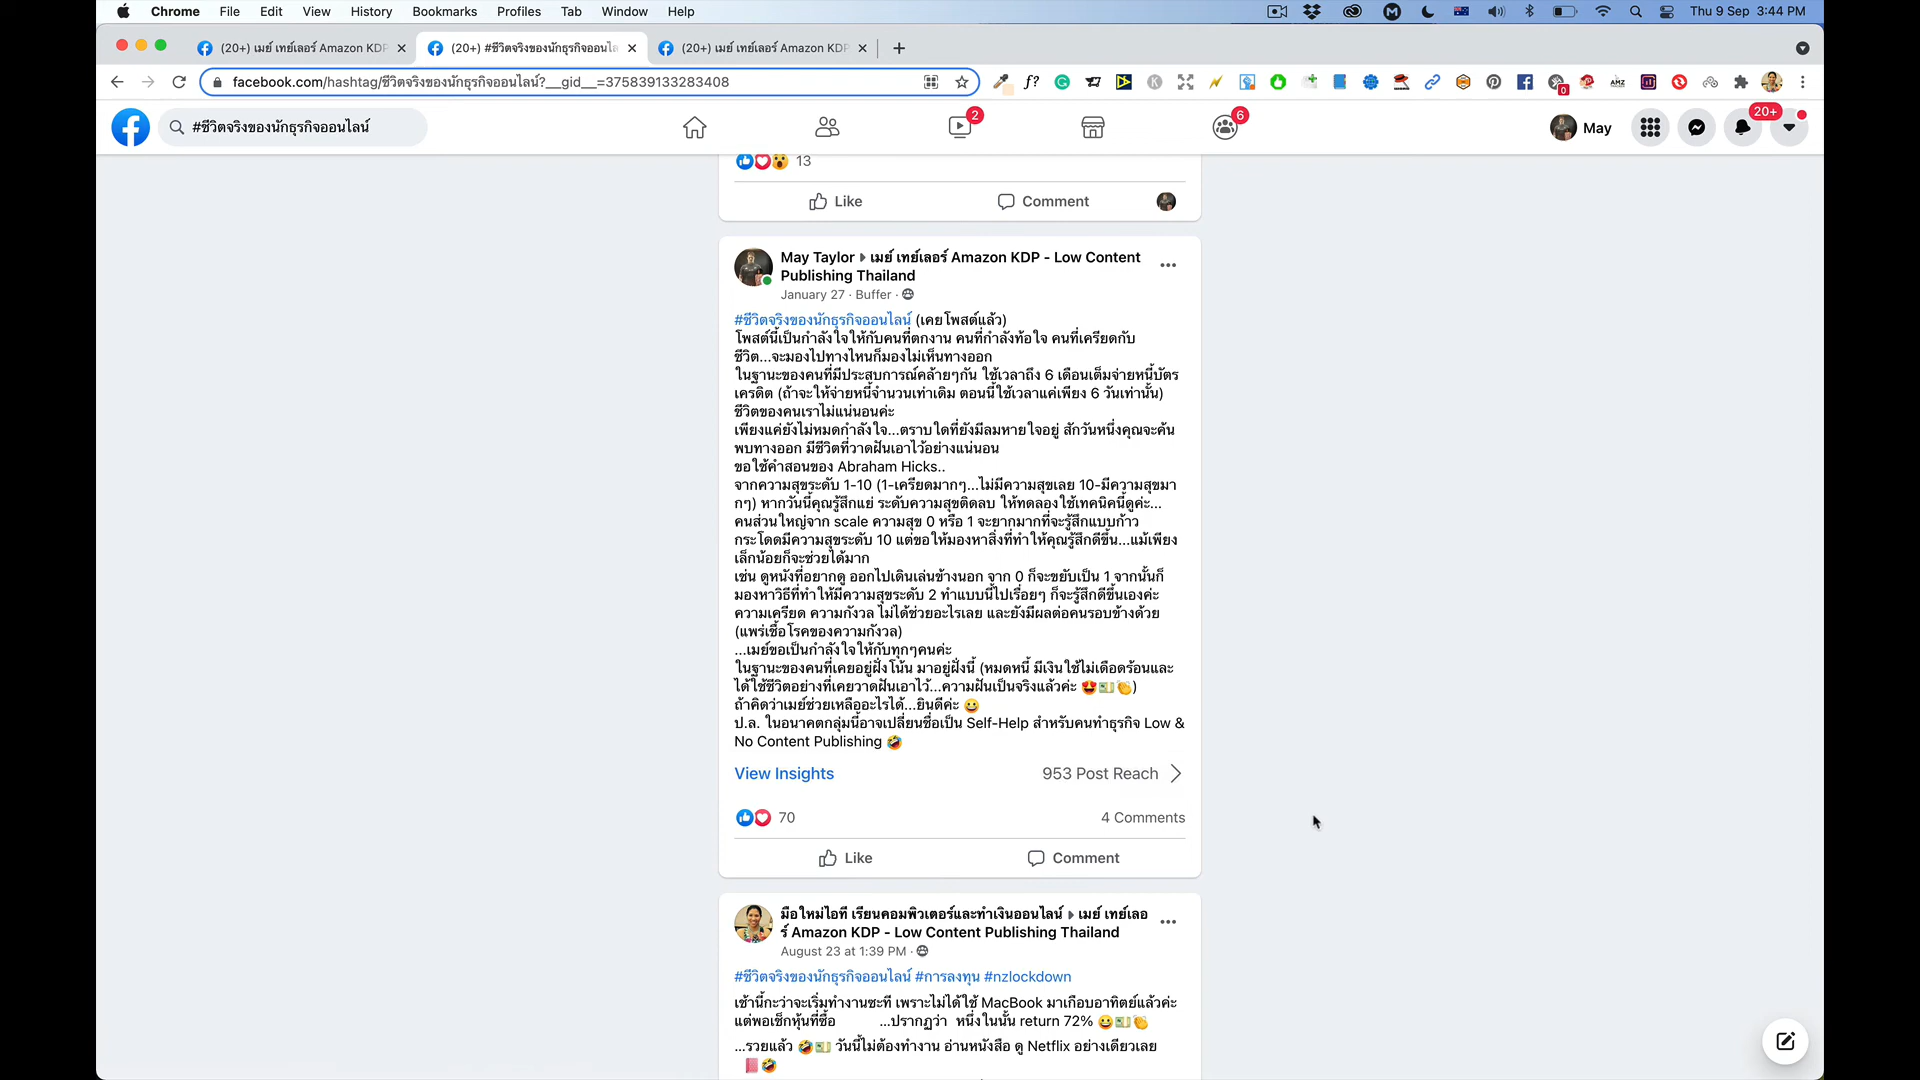 Chrome File Edit View History Bookmarks Profiles Tab Window Help
Thu 9 Sep 3:44 PM
(20+) เมย์ เทย์เลอร์ Amazon KDP
(20+) #ชีวิตจริงของนักธุรกิจออนไล
(20+) เมย์ เทย์เลอร์ Amazon KDP
facebook.com/hashtag/ชีวิตจริงของนักธุรกิจออนไลน์?__gid__=375839133283408
#ชีวิตจริงของนักธุรกิจออนไลน์
2
6
May
20+
13
Like Comment
May Taylor ▸ เมย์ เทย์เลอร์ Amazon KDP - Low Content
Publishing Thailand
January 27 · Buffer ·
#ชีวิตจริงของนักธุรกิจออนไลน์ (เคยโพสต์แล้ว)
โพสต์นี้เป็นกำลังใจให้กับคนที่ตกงาน คนที่กำลังท้อใจ คนที่เครียดกับ
ชีวิต...จะมองไปทางไหนก็มองไม่เห็นทางออก
ในฐานะของคนที่มีประสบการณ์คล้ายๆกัน ใช้เวลาถึง 6 เดือนเต็มจ่ายหนี้บัตร
เครดิต (ถ้าจะให้จ่ายหนี้จำนวนเท่าเดิม ตอนนี้ใช้เวลาแค่เพียง 6 วันเท่านั้น)
ชีวิตของคนเราไม่แน่นอนค่ะ
เพียงแค่ยังไม่หมดกำลังใจ...ตราบใดที่ยังมีลมหายใจอยู่ สักวันหนึ่งคุณจะค้น
พบทางออก มีชีวิตที่วาดฝันเอาไว้อย่างแน่นอน
ขอใช้คำสอนของ Abraham Hicks..
จากความสุขระดับ 1-10 (1-เครียดมากๆ...ไม่มีความสุขเลย 10-มีความสุขมา
กๆ) หากวันนี้คุณรู้สึกแย่ ระดับความสุขติดลบ ให้ทดลองใช้เทคนิคนี้ดูค่ะ...
คนส่วนใหญ่จาก scale ความสุข 0 หรือ 1 จะยากมากที่จะรู้สึกแบบก้าว
กระโดดมีความสุขระดับ 10 แต่ขอให้มองหาสิ่งที่ทำให้คุณรู้สึกดีขึ้น...แม้เพียง
เล็กน้อยก็จะช่วยได้มาก
เช่น ดูหนังที่อยากดู ออกไปเดินเล่นข้างนอก จาก 0 ก็จะขยับเป็น 1 จากนั้นก็
มองหาวิธีที่ทำให้มีความสุขระดับ 2 ทำแบบนี้ไปเรื่อยๆ ก็จะรู้สึกดีขึ้นเองค่ะ
ความเครียด ความกังวล ไม่ได้ช่วยอะไรเลย และยังมีผลต่อคนรอบข้างด้วย
(แพร่เชื้อโรคของความกังวล)
...เมย์ขอเป็นกำลังใจให้กับทุกๆคนค่ะ
ในฐานะของคนที่เคยอยู่ฝั่งโน้น มาอยู่ฝั่งนี้ (หมดหนี้ มีเงินใช้ไม่เดือดร้อนและ
ได้ใช้ชีวิตอย่างที่เคยวาดฝันเอาไว้...ความฝันเป็นจริงแล้วค่ะ 😍💵👏)
ถ้าคิดว่าเมย์ช่วยเหลืออะไรได้...ยินดีค่ะ 😀
ป.ล. ในอนาคตกลุ่มนี้อาจเปลี่ยนชื่อเป็น Self-Help สำหรับคนทำธุรกิจ Low &
No Content Publishing 🤣
View Insights 953 Post Reach
70 4 Comments
Like Comment
มือใหม่ไอที เรียนคอมพิวเตอร์และทำเงินออนไลน์ ▸ เมย์ เทย์เลอ
ร์ Amazon KDP - Low Content Publishing Thailand
August 23 at 1:39 PM ·
#ชีวิตจริงของนักธุรกิจออนไลน์ #การลงทุน #nzlockdown
เช้านี้กะว่าจะเริ่มทำงานซะที เพราะไม่ได้ใช้ MacBook มาเกือบอาทิตย์แล้วค่ะ
แต่พอเช็กหุ้นที่ซื้อ ...ปรากฏว่า หนึ่งในนั้น return 72% 😀💵👏
...รวยแล้ว 🤣💵 วันนี้ไม่ต้องทำงาน อ่านหนังสือ ดู Netflix อย่างเดียวเลย
📕🤣